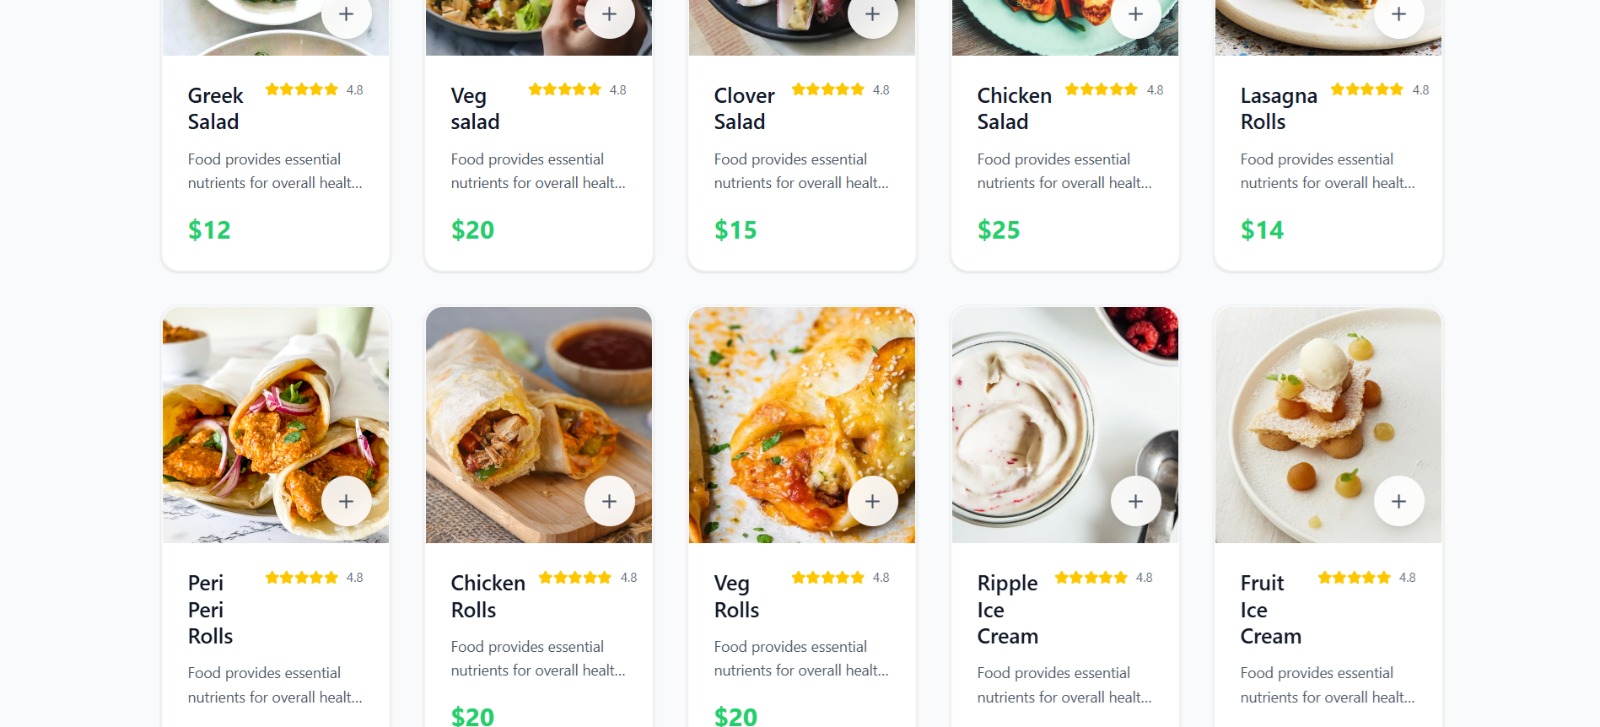 Greek Salad 4.8
Veg salad 4.8
Clover Salad 4.8
Chicken Salad 4.8
Lasagna Rolls 4.8
Food provides essential
nutrients for overall healt...
Food provides essential
nutrients for overall healt...
Food provides essential
nutrients for overall healt...
Food provides essential
nutrients for overall healt...
Food provides essential
nutrients for overall healt...
$12
$20
$15
$25
$14
Peri Peri Rolls 4.8
Chicken Rolls 4.8
Veg Rolls 4.8
Ripple Ice Cream 4.8
Fruit Ice Cream 4.8
Food provides essential
nutrients for overall healt...
Food provides essential
nutrients for overall healt...
Food provides essential
nutrients for overall healt...
Food provides essential
nutrients for overall healt...
Food provides essential
nutrients for overall healt...
$20
$20